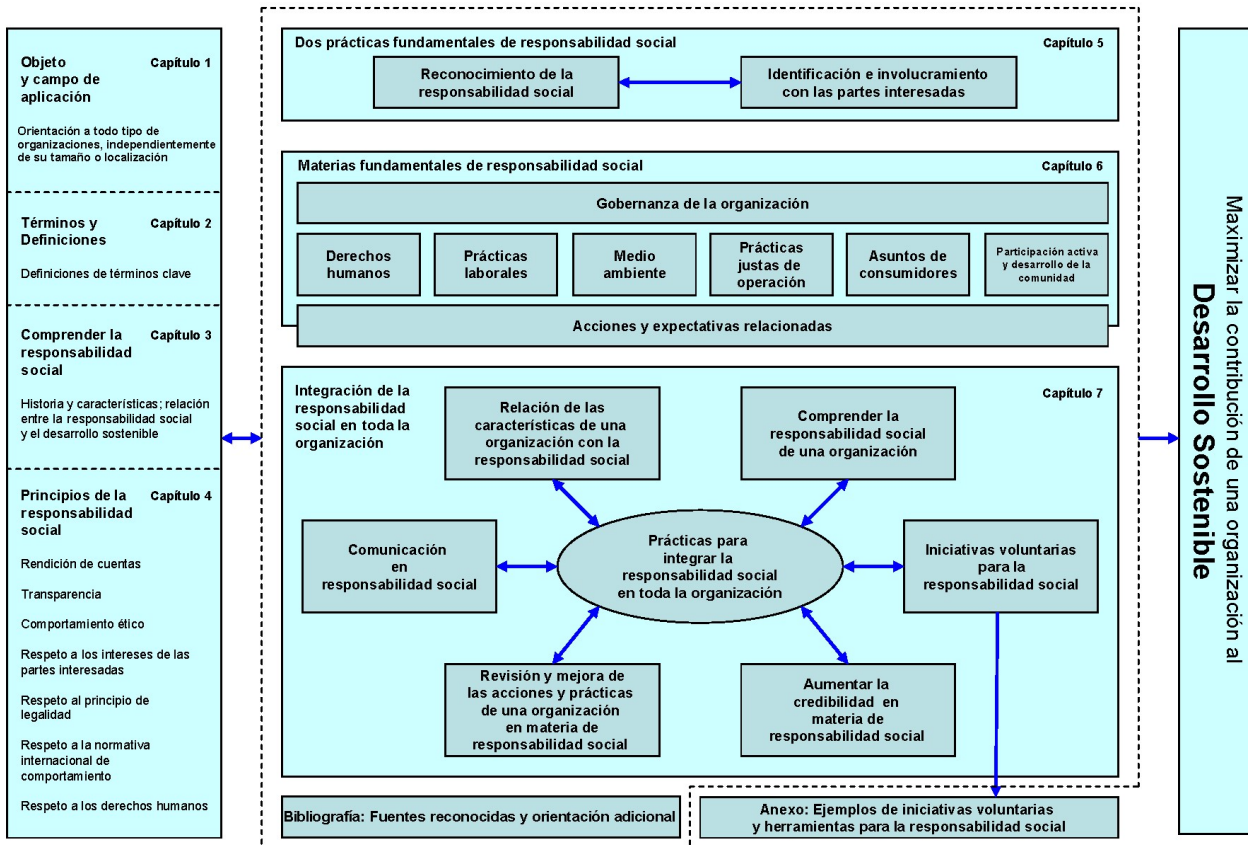 Objeto
y campo de
aplicación
Capítulo 1
Orientación a todo tipo de
organizaciones, independientemente
de su tamaño o localización
Términos y
Definiciones
Capítulo 2
Definiciones de términos clave
Comprender la
responsabilidad
social
Capítulo 3
Historia y características; relación
entre la responsabilidad social
y el desarrollo sostenible
Principios de la
responsabilidad
social
Capítulo 4
Rendición de cuentas
Transparencia
Comportamiento ético
Respeto a los intereses de las
partes interesadas
Respeto al principio de
legalidad
Respeto a la normativa
internacional de
comportamiento
Respeto a los derechos humanos
Dos prácticas fundamentales de responsabilidad social
Capítulo 5
Reconocimiento de la
responsabilidad social
Identificación e involucramiento
con las partes interesadas
Materias fundamentales de responsabilidad social
Capítulo 6
Gobernanza de la organización
Derechos
humanos
Prácticas
laborales
Medio
ambiente
Prácticas
justas de
operación
Asuntos de
consumidores
Participación activa
y desarrollo de la
comunidad
Acciones y expectativas relacionadas
Integración de la
responsabilidad
social en toda la
organización
Capítulo 7
Relación de las
características de una
organización con la
responsabilidad social
Comprender la
responsabilidad social
de una organización
Comunicación
en
responsabilidad social
Prácticas para
integrar la
responsabilidad social
en toda la organización
Iniciativas voluntarias
para la
responsabilidad social
Revisión y mejora de
las acciones y prácticas
de una organización
en materia de
responsabilidad social
Aumentar la
credibilidad en
materia de
responsabilidad social
Bibliografía: Fuentes reconocidas y orientación adicional
Anexo: Ejemplos de iniciativas voluntarias
y herramientas para la responsabilidad social
Maximizar la contribución de una organización al
Desarrollo Sostenible